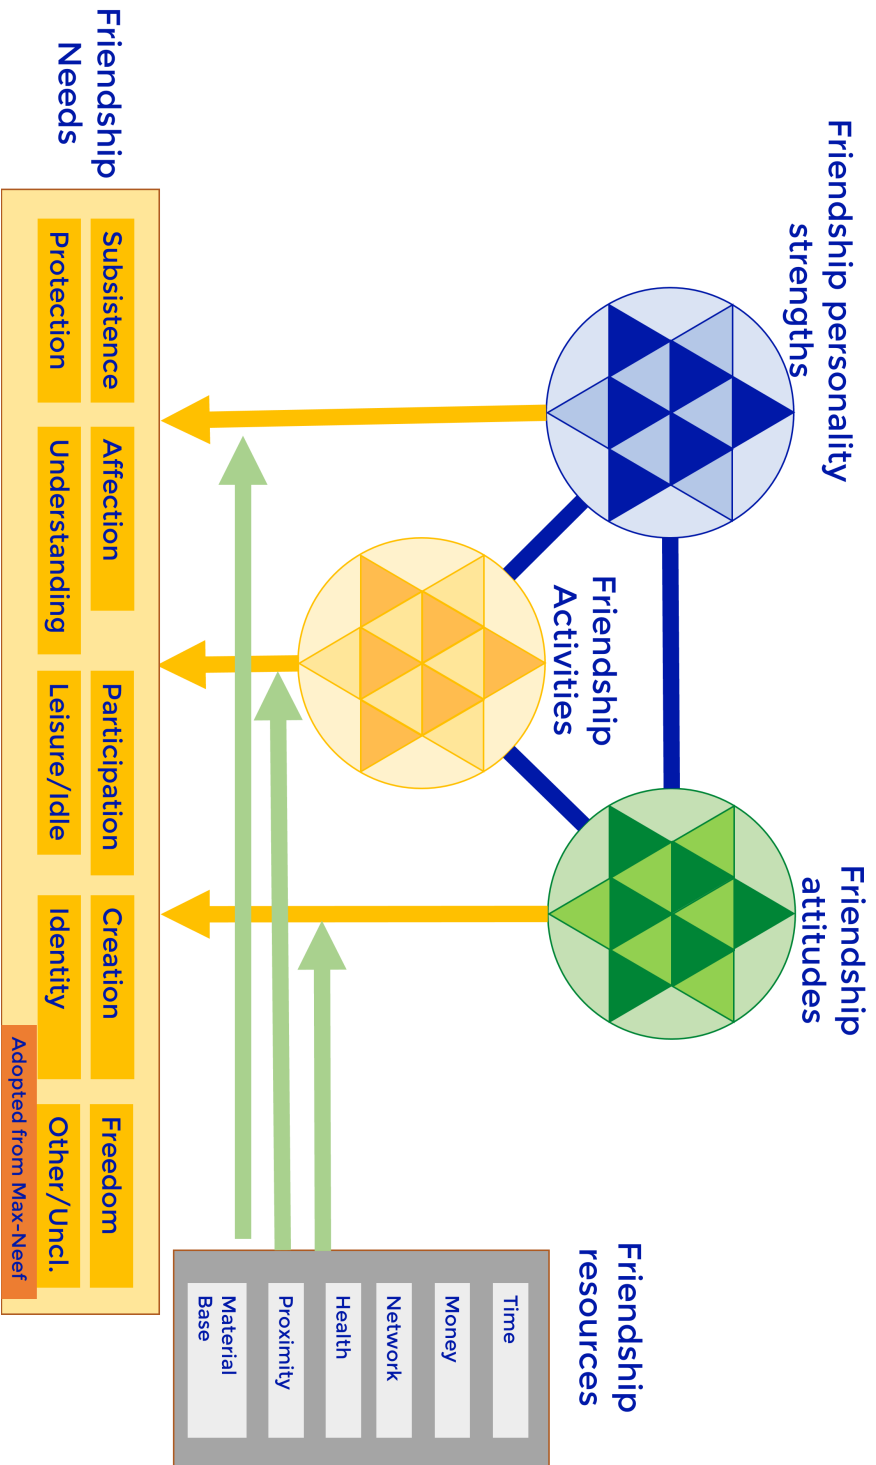 Friendship personality
strengths
Friendship
attitudes
Friendship
Activities
Friendship
resources
Time
Money
Network
Health
Proximity
Material
Base
Friendship
Needs
Subsistence
Affection
Participation
Creation
Freedom
Protection
Understanding
Leisure/Idle
Identity
Other/Uncl.
Adopted from Max-Neef